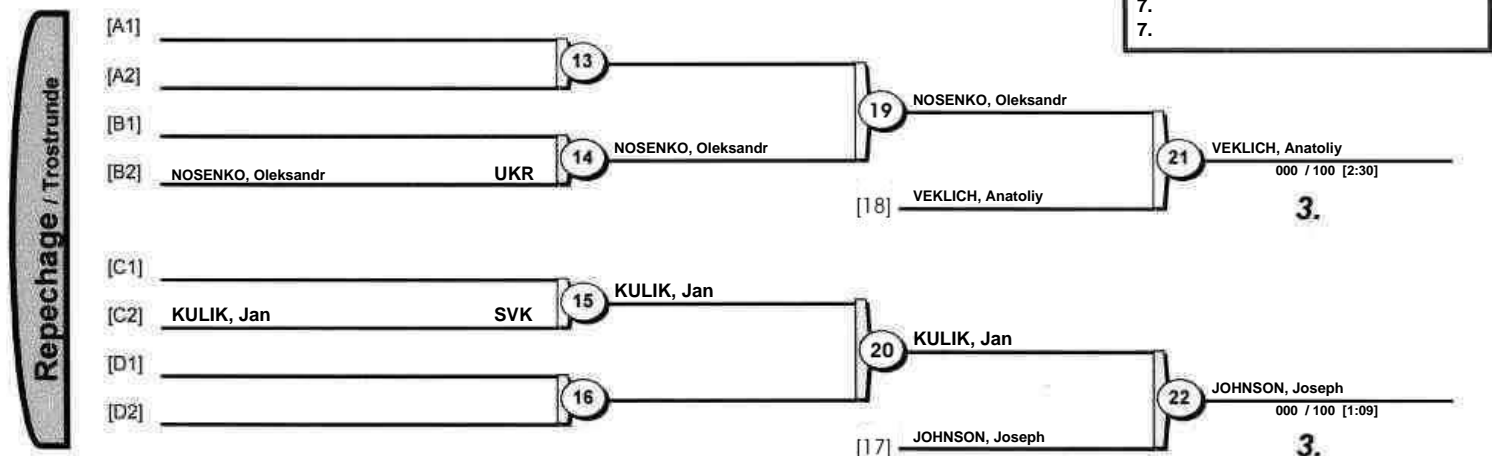 7.
7.
Repechage / Trostrunde
[A1]
13
[A2]
19
NOSENKO, Oleksandr
[B1]
14
NOSENKO, Oleksandr
21
VEKLICH, Anatoliy
[B2]
NOSENKO, Oleksandr UKR
000 / 100 [2:30]
[18]
VEKLICH, Anatoliy
3.
[C1]
15
KULIK, Jan
[C2]
KULIK, Jan SVK
20
KULIK, Jan
[D1]
16
22
JOHNSON, Joseph
[D2]
000 / 100 [1:09]
[17]
JOHNSON, Joseph
3.